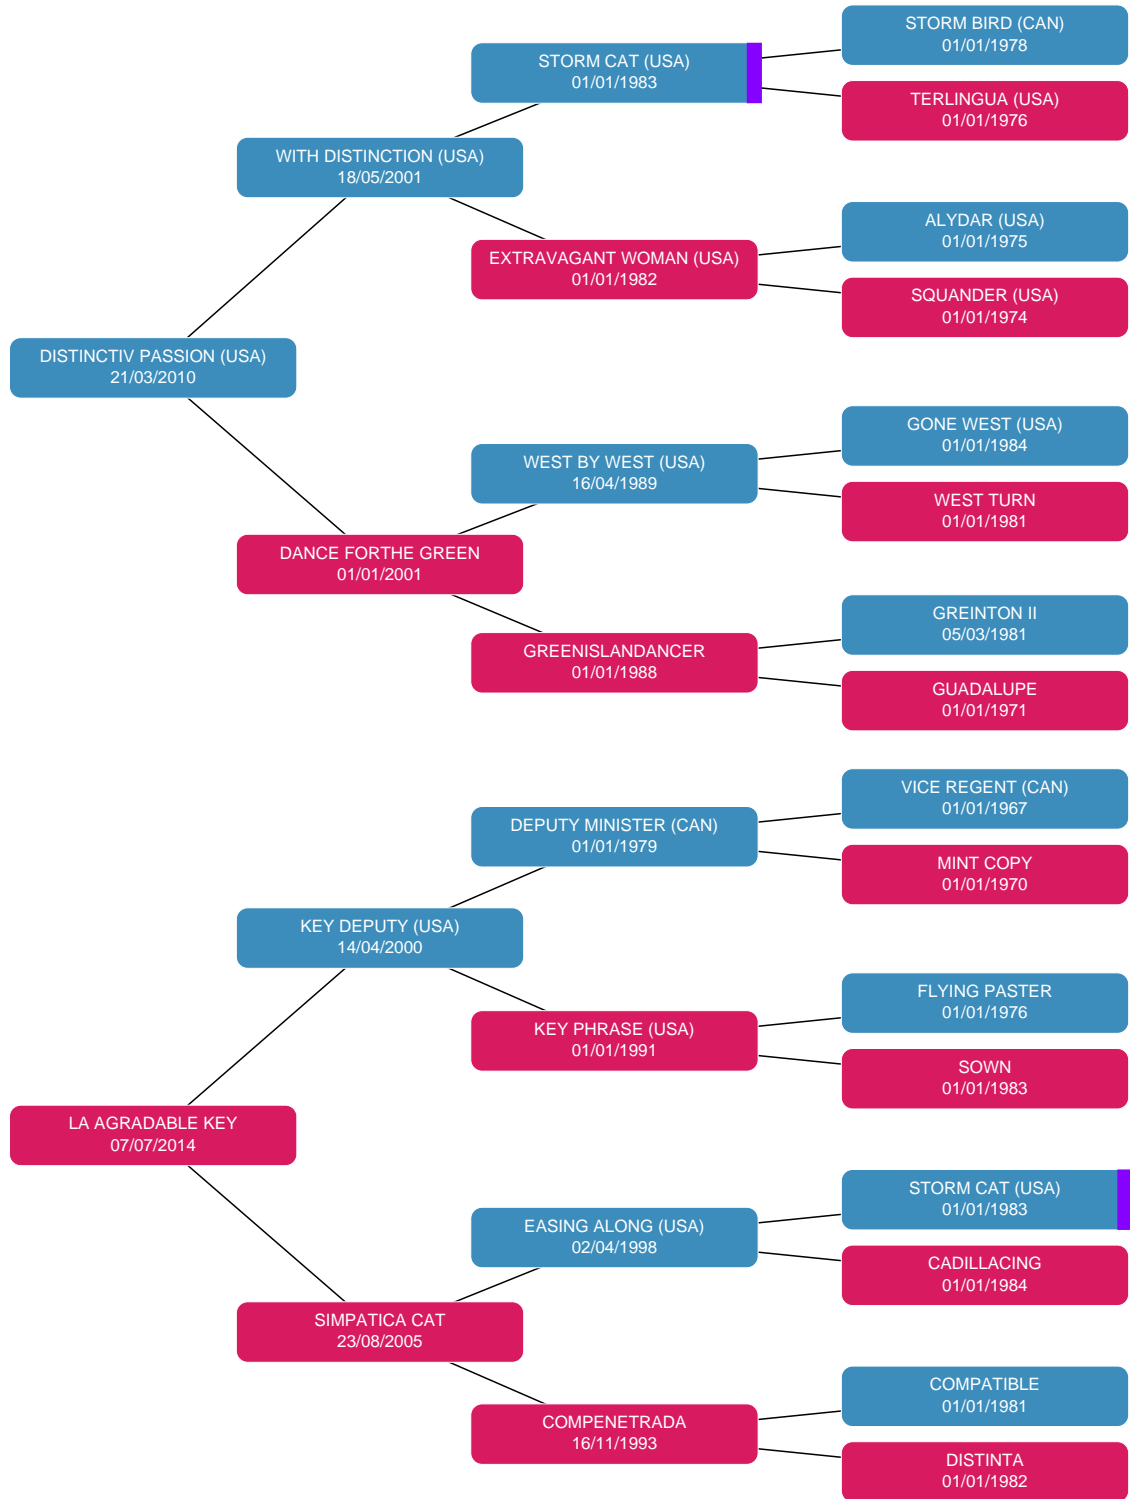 STORM BIRD (CAN)
01/01/1978
STORM CAT (USA)
01/01/1983
TERLINGUA (USA)
01/01/1976
WITH DISTINCTION (USA)
18/05/2001
ALYDAR (USA)
01/01/1975
EXTRAVAGANT WOMAN (USA)
01/01/1982
SQUANDER (USA)
01/01/1974
DISTINCTIV PASSION (USA)
21/03/2010
GONE WEST (USA)
01/01/1984
WEST BY WEST (USA)
16/04/1989
WEST TURN
01/01/1981
DANCE FORTHE GREEN
01/01/2001
GREINTON II
05/03/1981
GREENISLANDANCER
01/01/1988
GUADALUPE
01/01/1971
VICE REGENT (CAN)
01/01/1967
DEPUTY MINISTER (CAN)
01/01/1979
MINT COPY
01/01/1970
KEY DEPUTY (USA)
14/04/2000
FLYING PASTER
01/01/1976
KEY PHRASE (USA)
01/01/1991
SOWN
01/01/1983
LA AGRADABLE KEY
07/07/2014
STORM CAT (USA)
01/01/1983
EASING ALONG (USA)
02/04/1998
CADILLACING
01/01/1984
SIMPATICA CAT
23/08/2005
COMPATIBLE
01/01/1981
COMPENETRADA
16/11/1993
DISTINTA
01/01/1982